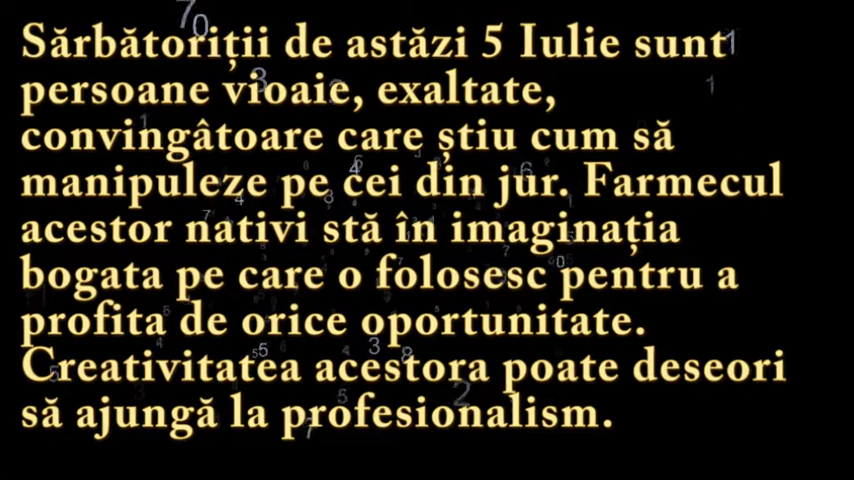 Sărbătoriții de astăzi 5 Iulie sunt
persoane vioaie, exaltate,
convingâtoare care știu cum să
manipuleze pe cei din jur. Farmecul
acestor nativi stă în imaginația
bogata pe care o folosesc pentru a
profita de orice oportunitate.
Creativitatea acestora poate deseori
să ajungă la profesionalism.